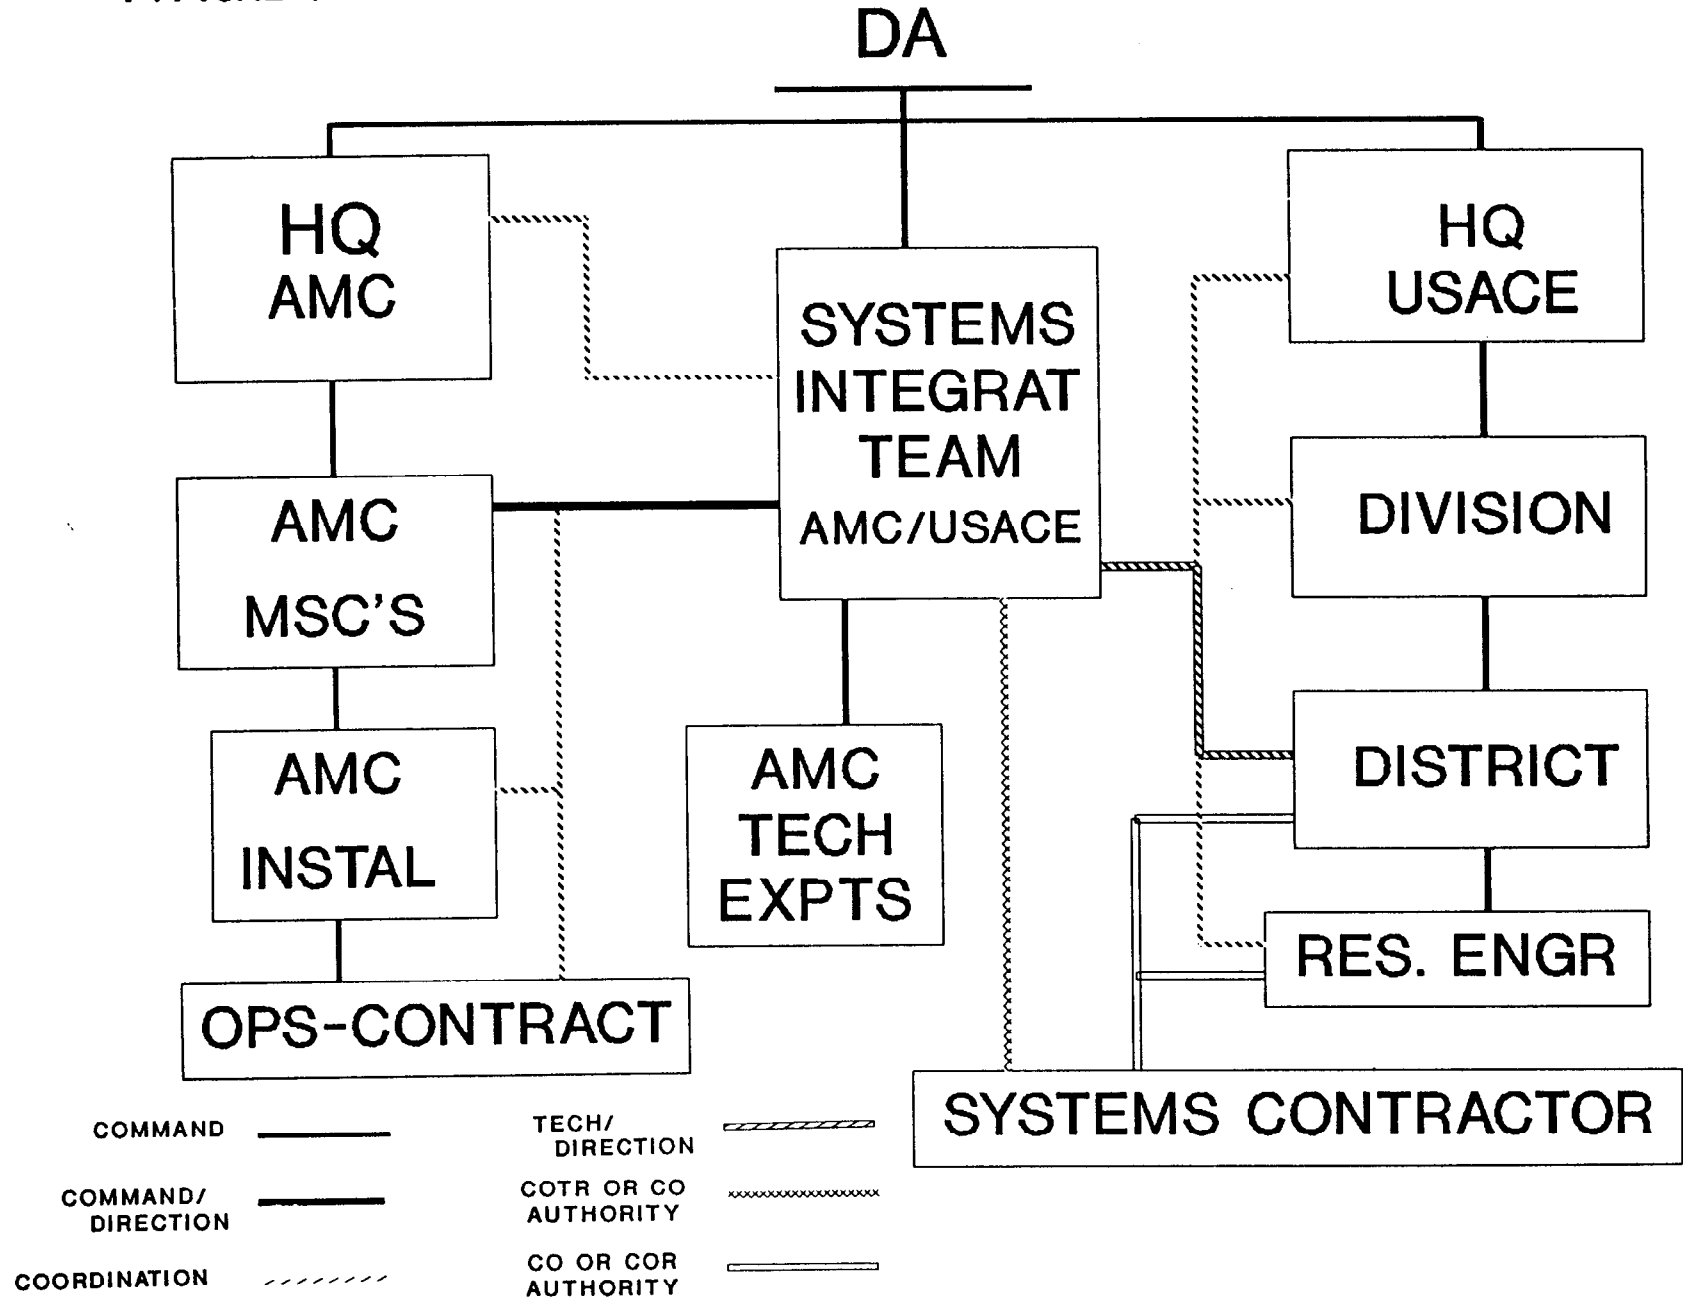 DA
HQ
AMC
SYSTEMS
INTEGRAT
TEAM
AMC/USACE
HQ
USACE
AMC
MSC'S
DIVISION
AMC
INSTAL
AMC
TECH
EXPTS
DISTRICT
OPS-CONTRACT
RES. ENGR
SYSTEMS CONTRACTOR
COMMAND
COMMAND/
DIRECTION
COORDINATION
TECH/
DIRECTION
COTR OR CO
AUTHORITY
CO OR COR
AUTHORITY